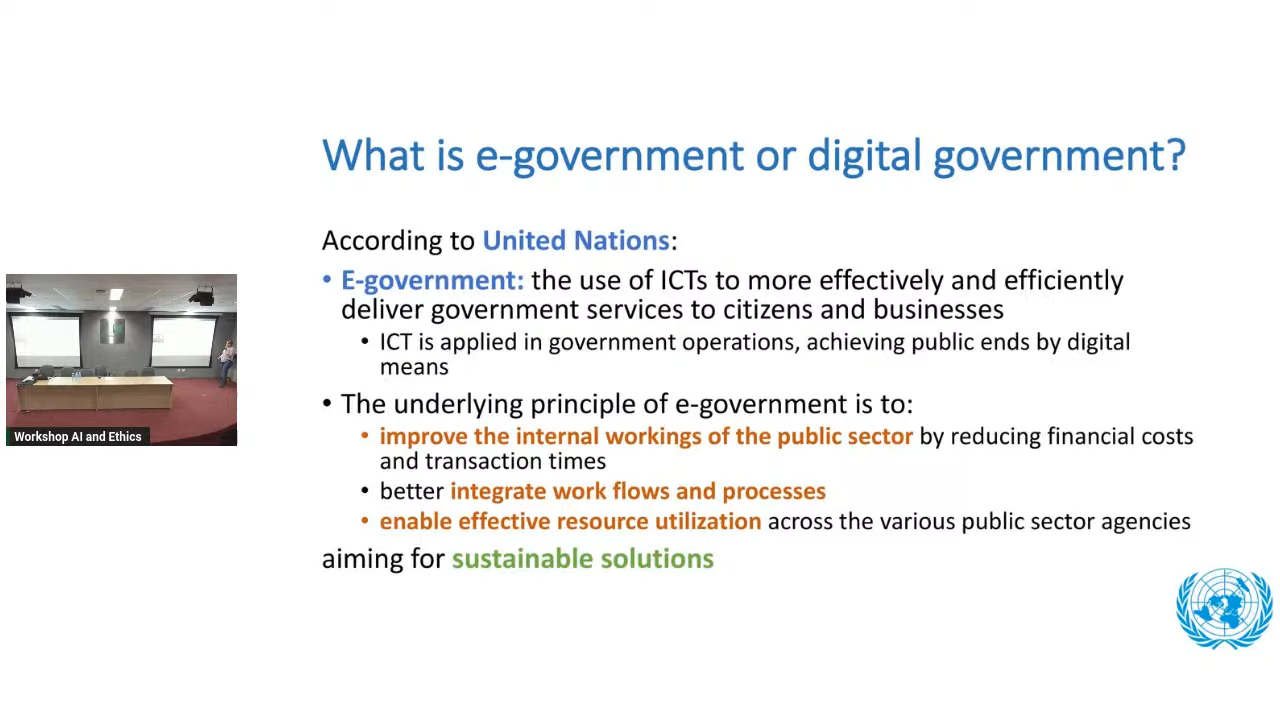 What is e-government or digital government?
According to United Nations:
• E-government: the use of ICTs to more effectively and efficiently
deliver government services to citizens and businesses
• ICT is applied in government operations, achieving public ends by digital
means
• The underlying principle of e-government is to:
• improve the internal workings of the public sector by reducing financial costs
and transaction times
• better integrate work flows and processes
• enable effective resource utilization across the various public sector agencies
aiming for sustainable solutions
Workshop AI and Ethics